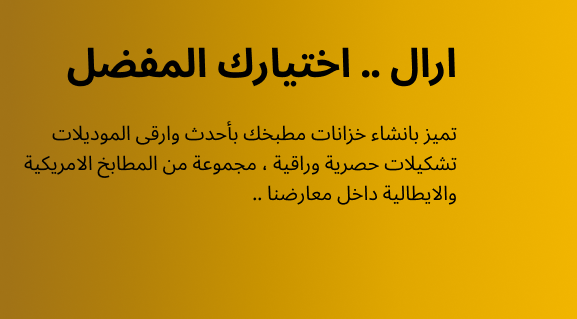 ارال .. اختيارك المفضل
تميز بانشاء خزانات مطبخك بأحدث وارقى الموديلات
تشكيلات حصرية وراقية ، مجموعة من المطابخ الامريكية
والايطالية داخل معارضنا ..